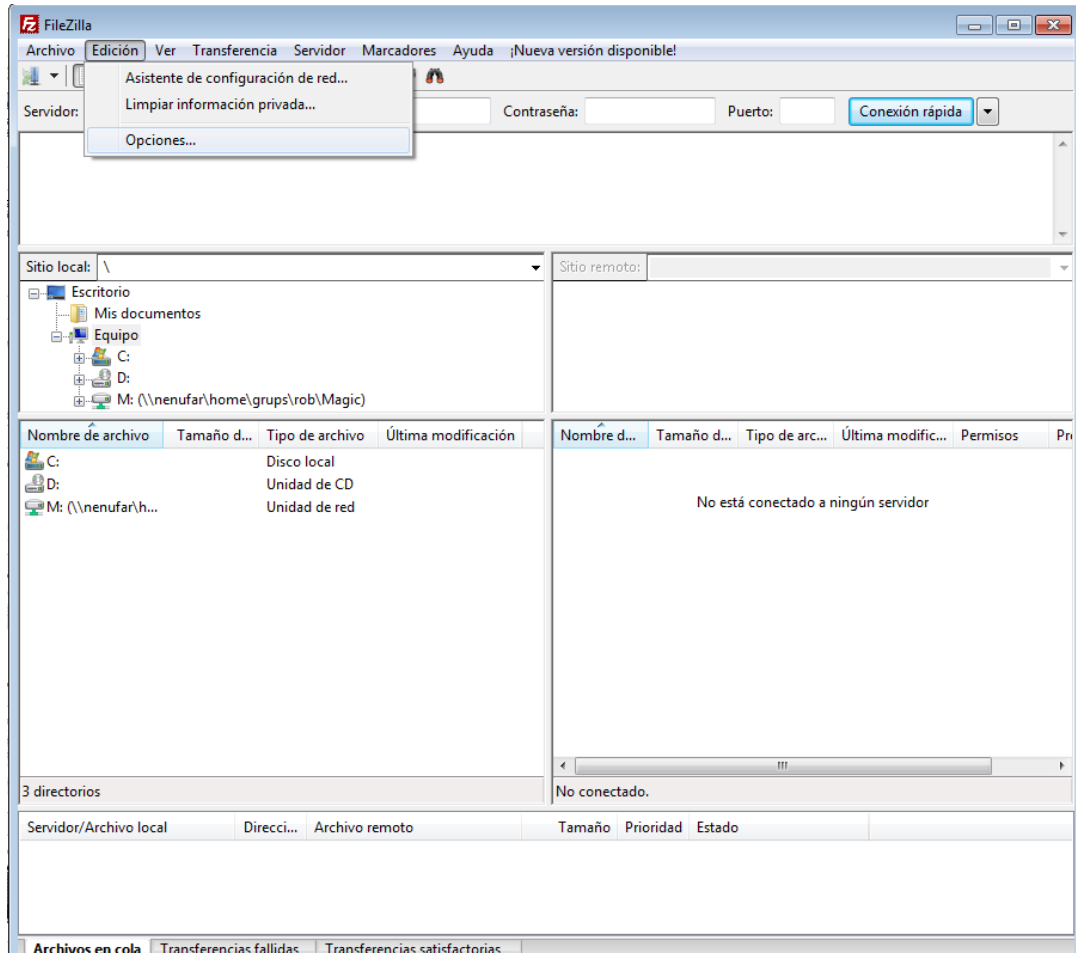 FileZilla
Archivo Edición Ver Transferencia Servidor Marcadores Ayuda ¡Nueva versión disponible!
Asistente de configuración de red...
Limpiar información privada...
Opciones...
Servidor: Contraseña: Puerto: Conexión rápida
Sitio local: \ Sitio remoto:
Escritorio
Mis documentos
Equipo
C:
D:
M: (\\nenufar\home\grups\rob\Magic)
Nombre de archivo Tamaño d... Tipo de archivo Última modificación Nombre d... Tamaño d... Tipo de arc... Última modific... Permisos
C: Disco local
D: Unidad de CD
M: (\\nenufar\h... Unidad de red
No está conectado a ningún servidor
3 directorios No conectado.
Servidor/Archivo local Direcci... Archivo remoto Tamaño Prioridad Estado
Archivos en cola Transferencias fallidas Transferencias satisfactorias